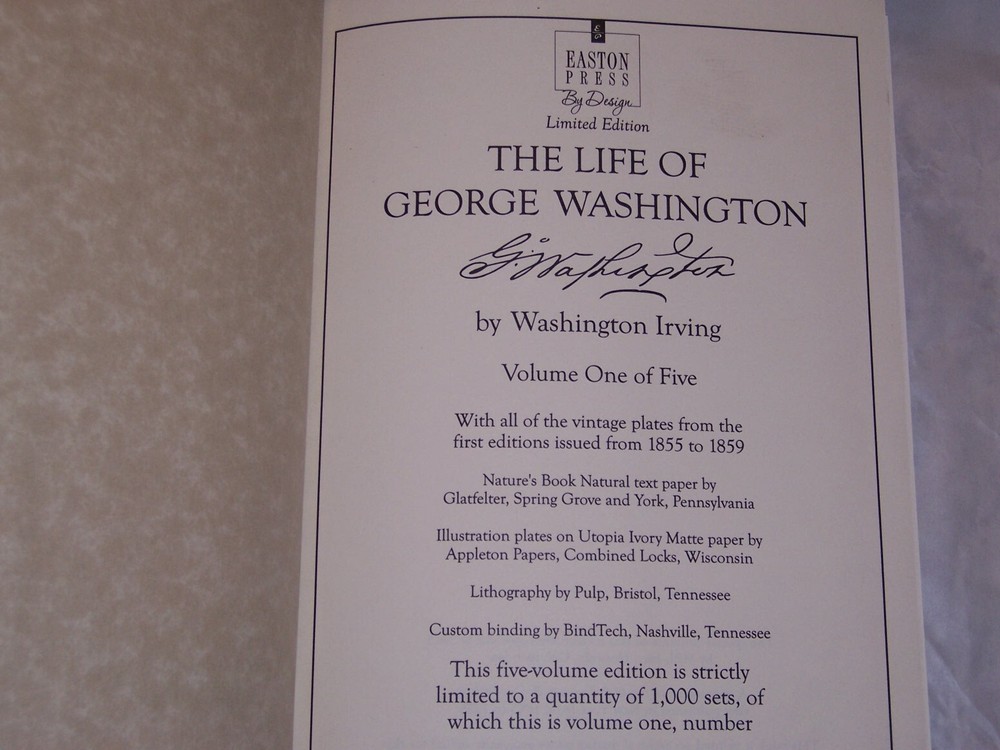 EP
EASTON
PRESS
By Design
Limited Edition
THE LIFE OF
GEORGE WASHINGTON
G. Washington
by Washington Irving
Volume One of Five
With all of the vintage plates from the
first editions issued from 1855 to 1859
Nature's Book Natural text paper by
Glatfelter, Spring Grove and York, Pennsylvania
Illustration plates on Utopia Ivory Matte paper by
Appleton Papers, Combined Locks, Wisconsin
Lithography by Pulp, Bristol, Tennessee
Custom binding by BindTech, Nashville, Tennessee
This five-volume edition is strictly
limited to a quantity of 1,000 sets, of
which this is volume one, number